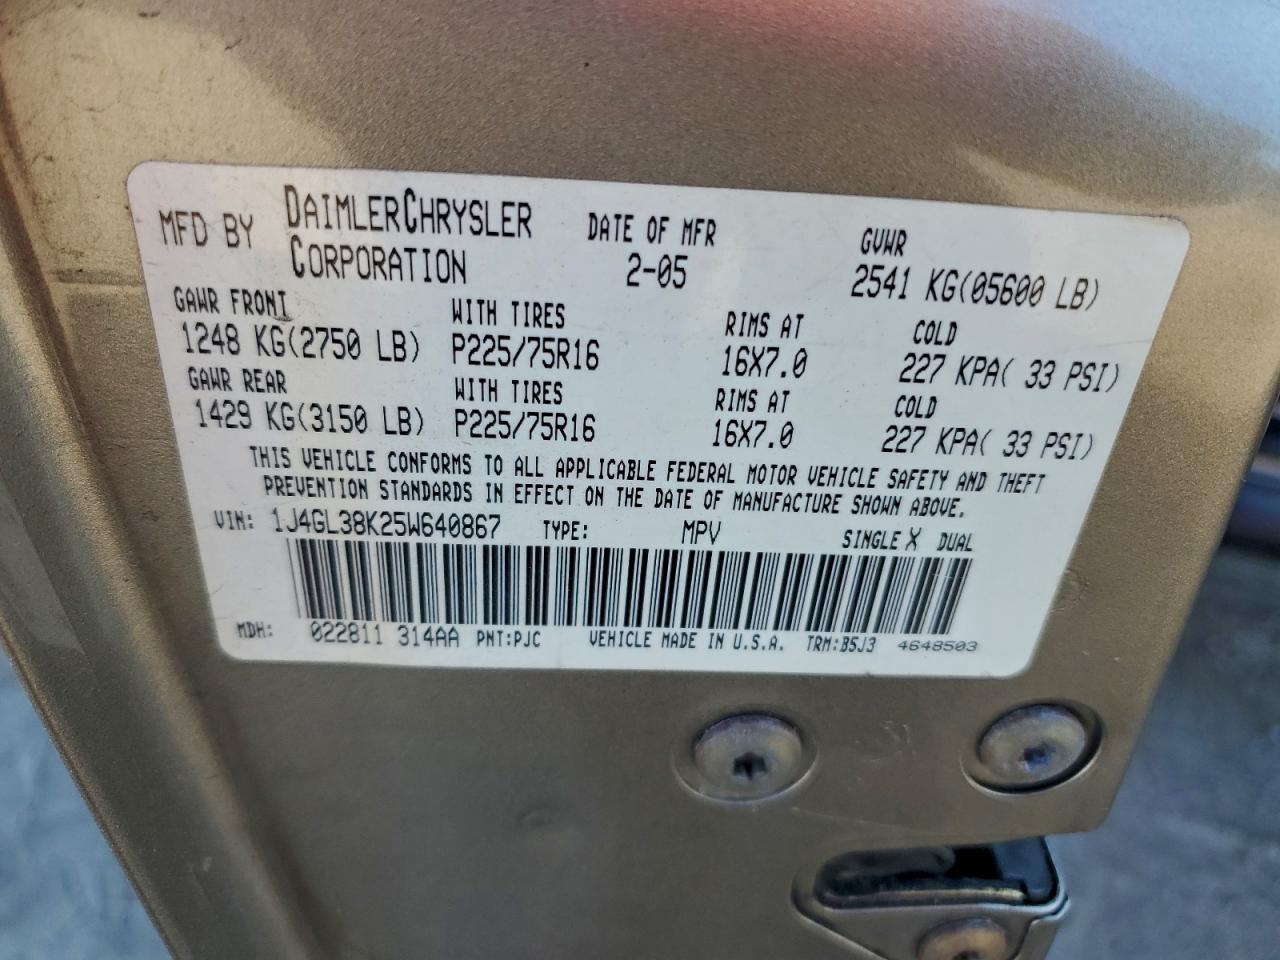 MFD BY DAIMLERCHRYSLER CORPORATION DATE OF MFR 2-05 GVWR 2541 KG(05600 LB)
GAWR FRONT WITH TIRES RIMS AT COLD
1248 KG(2750 LB) P225/75R16 16X7.0 227 KPA( 33 PSI)
GAWR REAR WITH TIRES RIMS AT COLD
1429 KG(3150 LB) P225/75R16 16X7.0 227 KPA( 33 PSI)
THIS VEHICLE CONFORMS TO ALL APPLICABLE FEDERAL MOTOR VEHICLE SAFETY AND THEFT
PREVENTION STANDARDS IN EFFECT ON THE DATE OF MANUFACTURE SHOWN ABOVE.
VIN: 1J4GL38K25W640867 TYPE: MPV SINGLE X DUAL
MDH: 022811 314AA PNT:PJC VEHICLE MADE IN U.S.A. TRM:B5J3 4648503